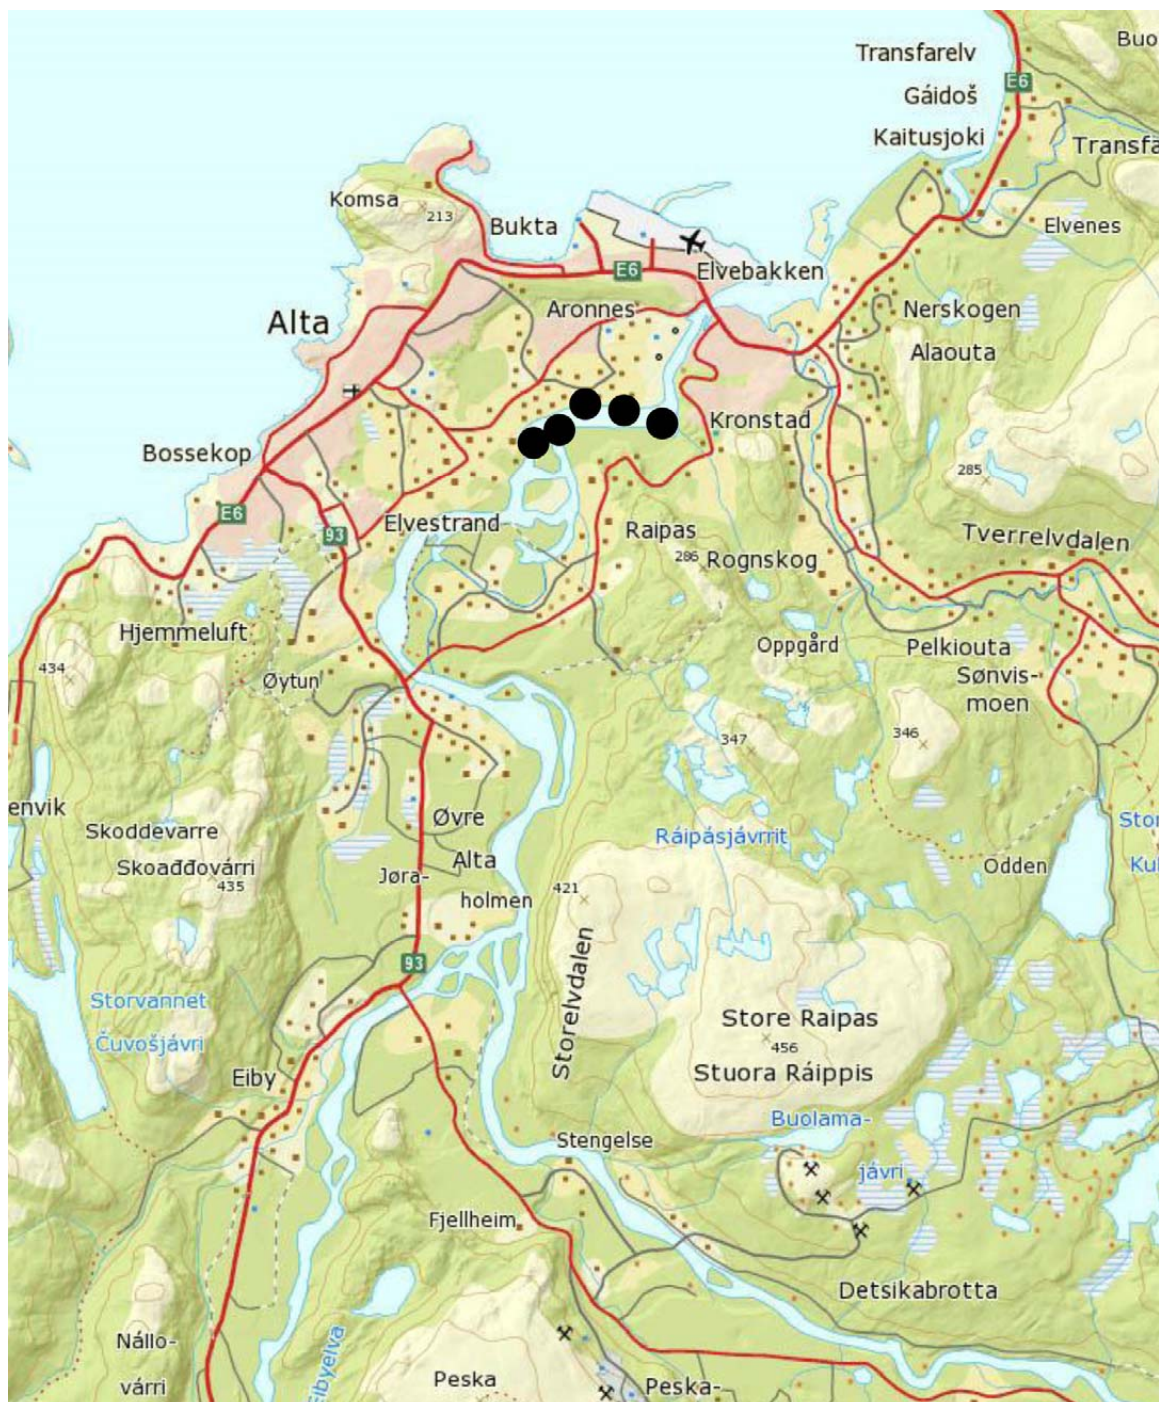 Buo
Transfarelv
E6
Gáidoš
Kaitusjoki
Transfa
Komsa
213
Bukta
Elvenes
E6
Elvebakken
Aronnes
Nerskogen
Alta
Alaouta
Kronstad
Bossekop
285
E6
93
Elvestrand
Raipas
Tverrelvdalen
286
Rognskog
Hjemmeluft
Oppgård
Pelkiouta
434
Øytun
Sønvis-
moen
347
346
envik
Øvre
Stor
Skoddevarre
Ráipásjávrrit
Alta
Skoađđovárri
Jøra-
Odden
Ku
435
421
holmen
Storelvdalen
93
Storvannet
Store Raipas
Čuvošjávri
456
Stuora Ráippis
Eiby
Buolama-
Stengelse
jávri
Fjellheim
Detsikabrotta
Nállo-
Eibyelva
várri
Peska
Peska-